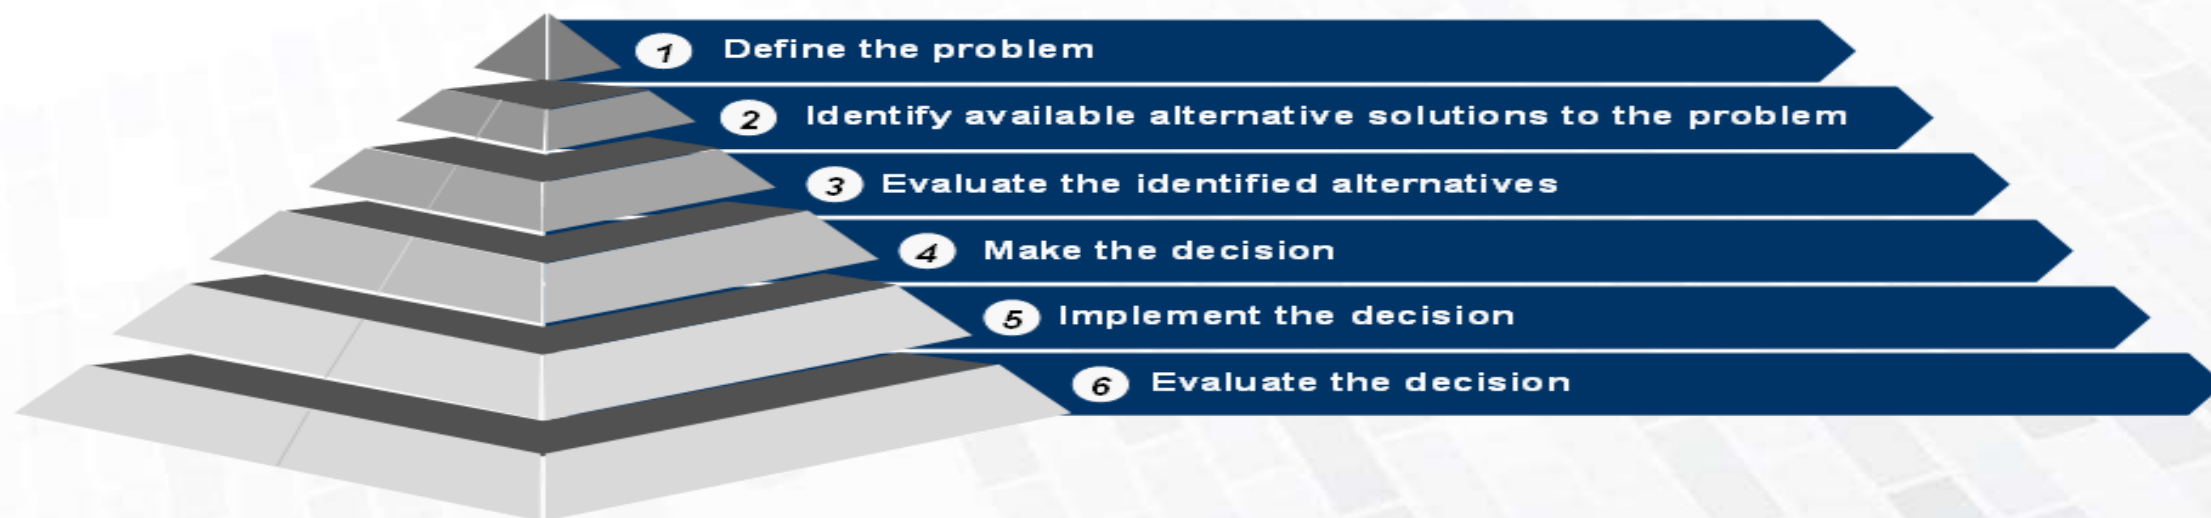 1 Define the problem
2 Identify available alternative solutions to the problem
3 Evaluate the identified alternatives
4 Make the decision
5 Implement the decision
6 Evaluate the decision